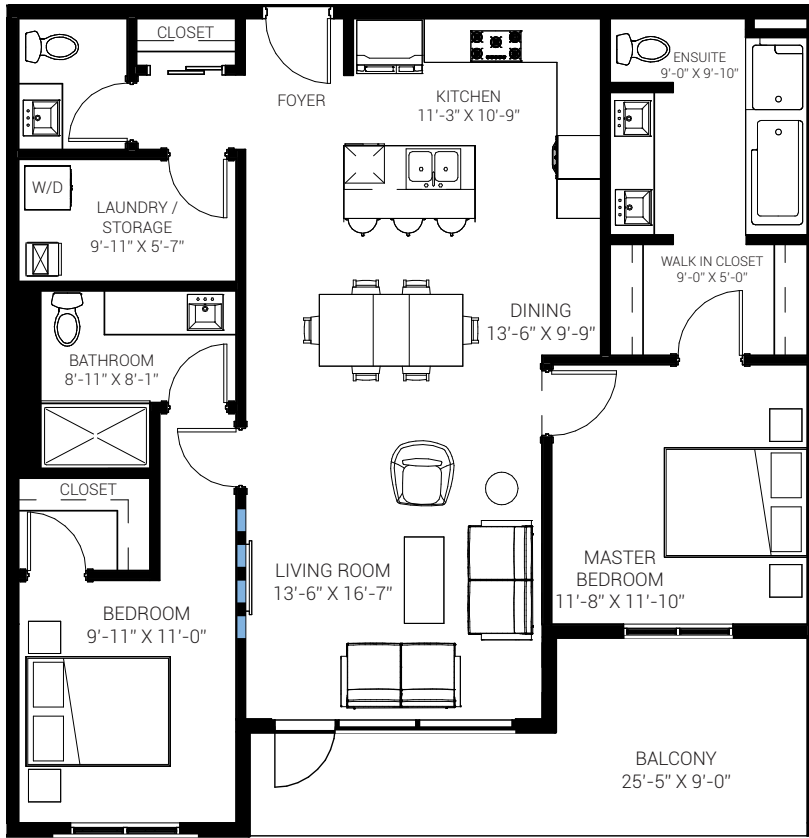 CLOSET
FOYER
KITCHEN
11'-3" X 10'-9"
ENSUITE
9'-0" X 9'-10"
W/D
LAUNDRY /
STORAGE
9'-11" X 5'-7"
WALK IN CLOSET
9'-0" X 5'-0"
DINING
13'-6" X 9'-9"
BATHROOM
8'-11" X 8'-1"
CLOSET
LIVING ROOM
13'-6" X 16'-7"
MASTER
BEDROOM
11'-8" X 11'-10"
BEDROOM
9'-11" X 11'-0"
BALCONY
25'-5" X 9'-0"